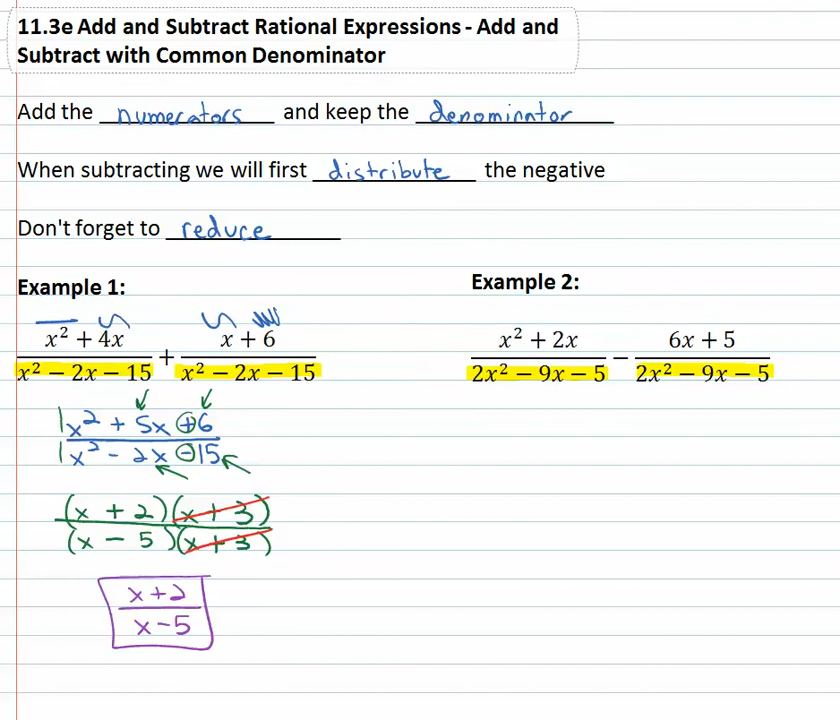 11.3e Add and Subtract Rational Expressions - Add and
Subtract with Common Denominator
Add the numerators and keep the denominator
When subtracting we will first distribute the negative
Don't forget to reduce
Example 1:
x² + 4x / x² − 2x − 15 + x + 6 / x² − 2x − 15
1x² + 5x + 6
1x² - 2x - 15
(x + 2)(x + 3)
(x - 5)(x + 3)
x+2
x-5
Example 2:
x² + 2x / 2x² − 9x − 5 − 6x + 5 / 2x² − 9x − 5